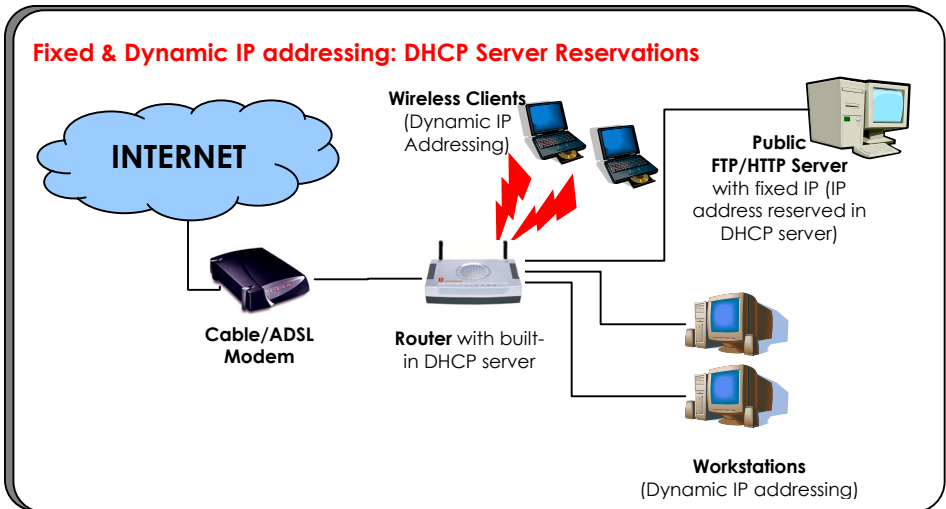 Fixed & Dynamic IP addressing: DHCP Server Reservations
Wireless Clients
(Dynamic IP
Addressing)
INTERNET
Public
FTP/HTTP Server
with fixed IP (IP
address reserved in
DHCP server)
Cable/ADSL
Modem
Router with built-
in DHCP server
Workstations
(Dynamic IP addressing)